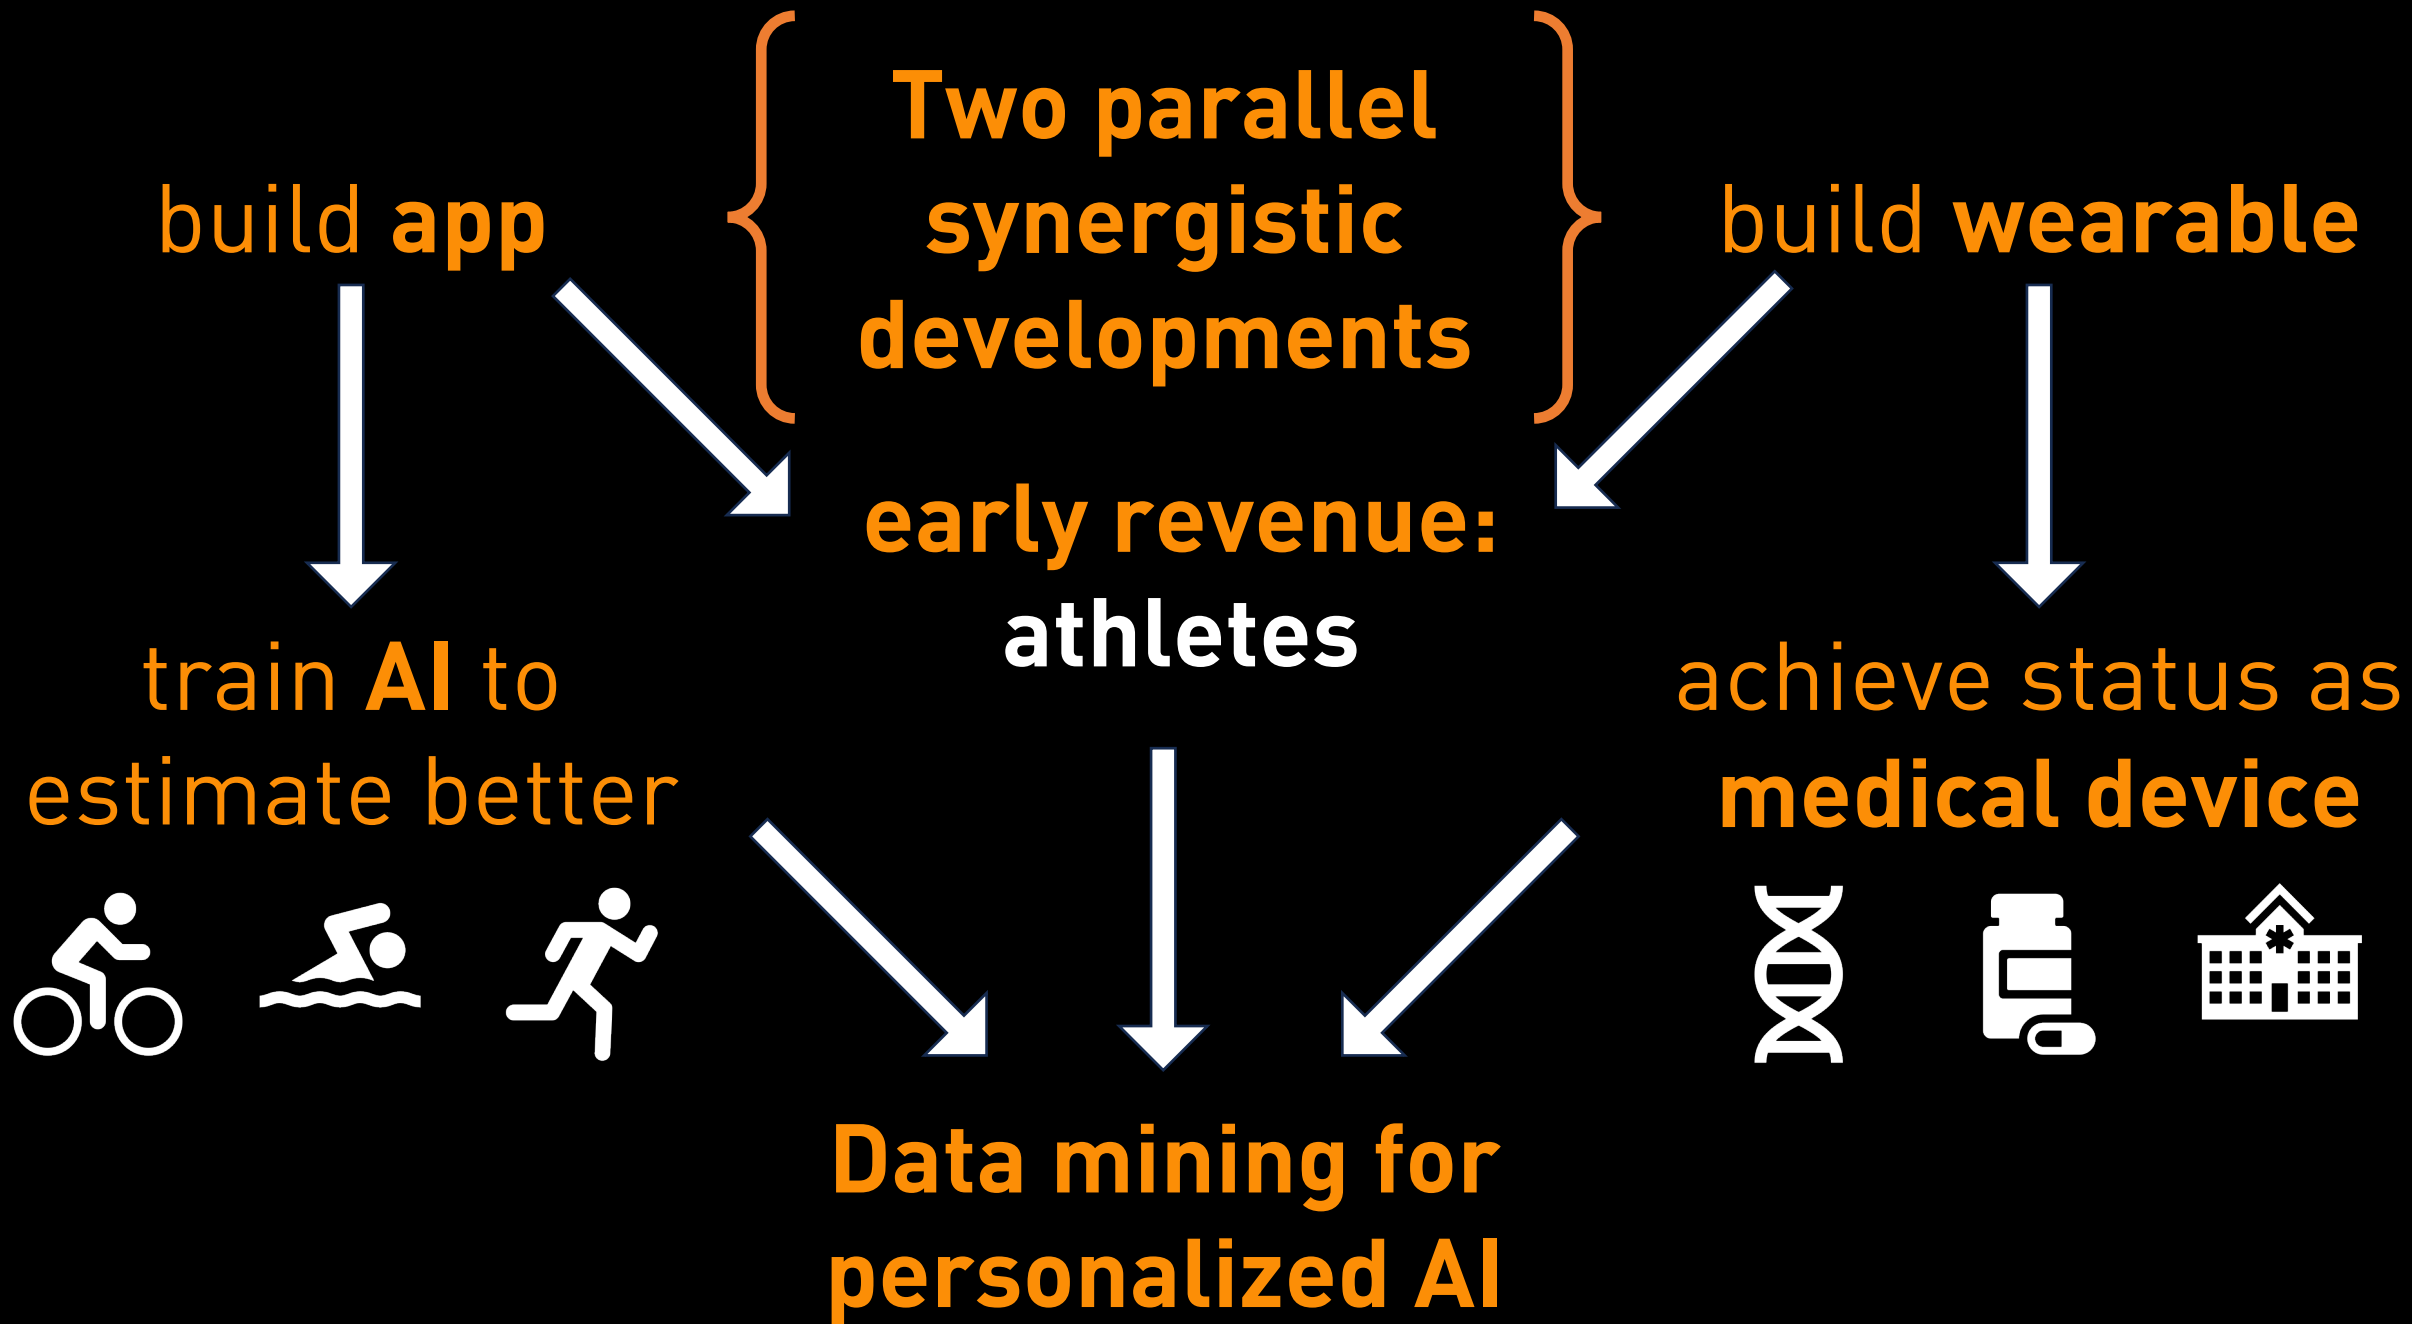 Two parallel
synergistic
developments
build app
build wearable
early revenue:
athletes
train AI to
estimate better
achieve status as
medical device
Data mining for
personalized AI